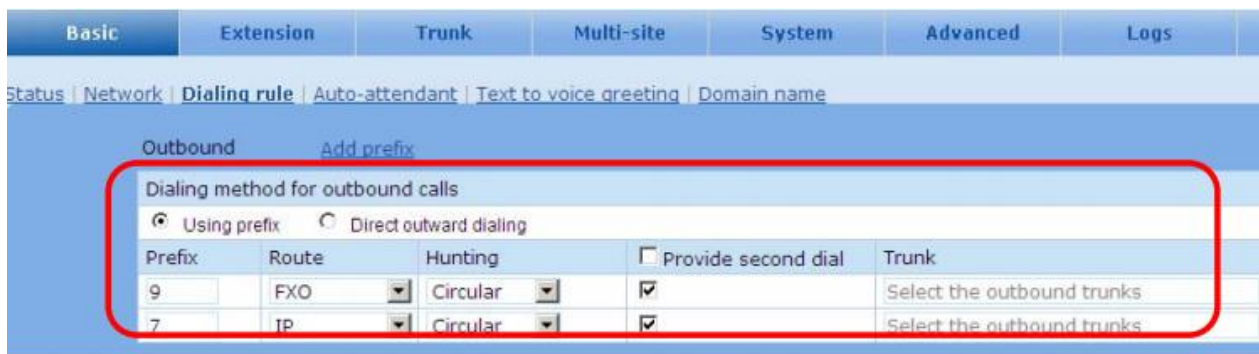 Basic Extension Trunk Multi-site System Advanced Logs
Status | Network | Dialing rule | Auto-attendant | Text to voice greeting | Domain name
Outbound Add prefix
Dialing method for outbound calls
Using prefix Direct outward dialing
Prefix Route Hunting Provide second dial Trunk
9 FXO Circular Select the outbound trunks
7 IP Circular Select the outbound trunks